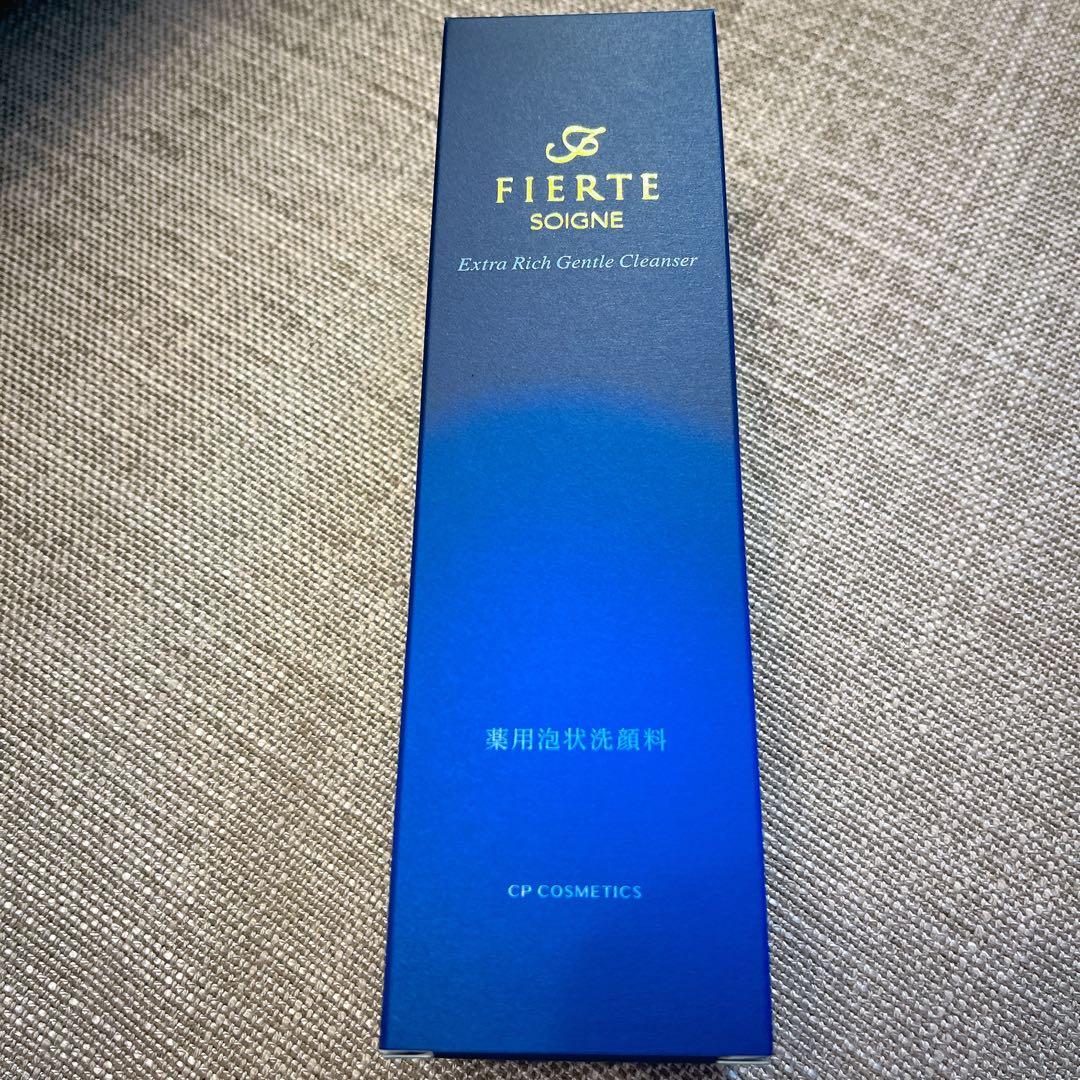 FIERTE
SOIGNE
Extra Rich Gentle Cleanser
薬用泡状洗顔料
CP COSMETICS